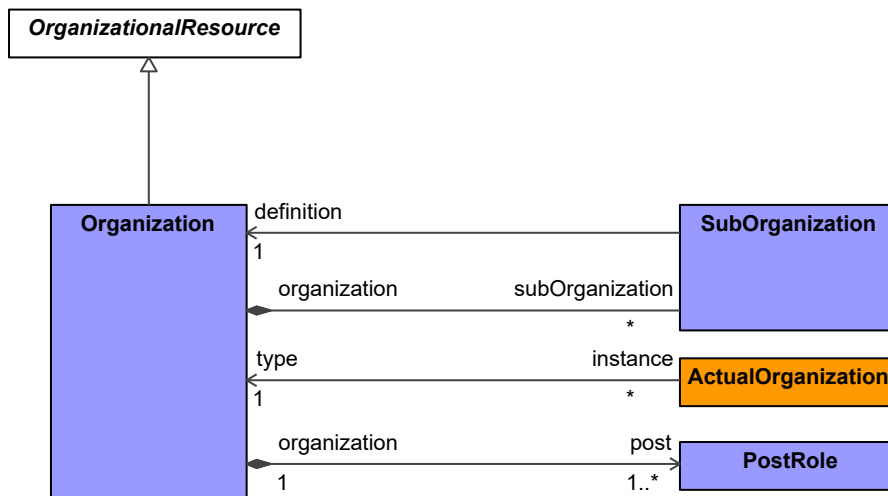 OrganizationalResource
Organization
definition
1
SubOrganization
organization
subOrganization
*
type
1
instance
*
ActualOrganization
organization
1
post
1..*
PostRole